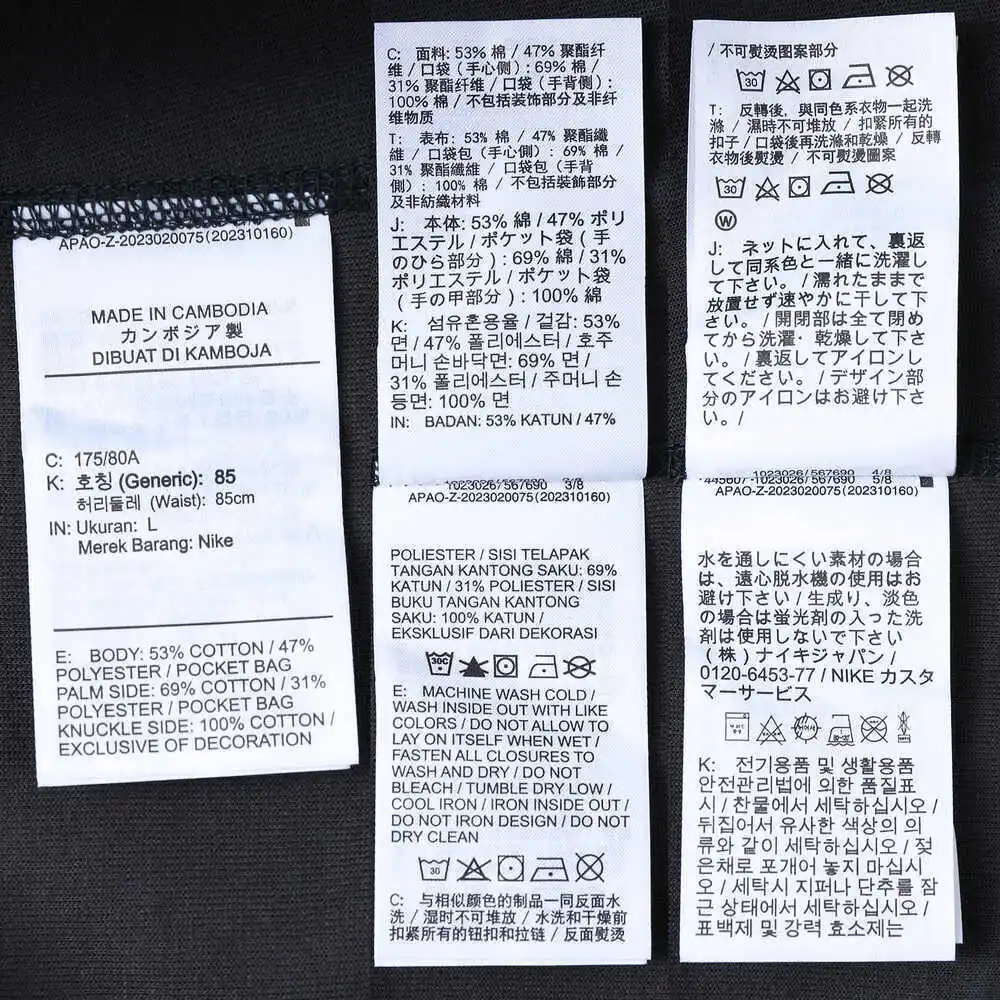 APAO-Z-2023020075(202310160)
MADE IN CAMBODIA
カンボジア製
DIBUAT DI KAMBOJA
C: 175/80A
K: 호칭 (Generic): 85
허리둘레 (Waist): 85cm
IN: Ukuran: L
Merek Barang: Nike
E: BODY: 53% COTTON / 47%
POLYESTER / POCKET BAG
PALM SIDE: 69% COTTON / 31%
POLYESTER / POCKET BAG
KNUCKLE SIDE: 100% COTTON /
EXCLUSIVE OF DECORATION
C: 面料: 53% 棉 / 47% 聚酯纤
维 / 口袋（手心侧）: 69% 棉 /
31% 聚酯纤维 / 口袋（手背侧）:
100% 棉 / 不包括装饰部分及非纤
维物质
T: 表布: 53% 棉 / 47% 聚酯纖
維 / 口袋包（手心側）: 69% 棉 /
31% 聚酯纖維 / 口袋包（手背
側）: 100% 棉 / 不包括裝飾部分
及非紡織材料
J: 本体: 53% 綿 / 47% ポリ
エステル / ポケット袋（手
のひら部分）: 69% 綿 / 31%
ポリエステル / ポケット袋
（手の甲部分）: 100% 綿
K: 섬유혼용율 / 겉감: 53%
면 / 47% 폴리에스터 / 호주
머니 손바닥면: 69% 면 /
31% 폴리에스터 / 주머니 손
등면: 100% 면
IN: BADAN: 53% KATUN / 47%
1023026/567690 3/8
APAO-Z-2023020075(202310160)
POLIESTER / SISI TELAPAK
TANGAN KANTONG SAKU: 69%
KATUN / 31% POLIESTER / SISI
BUKU TANGAN KANTONG
SAKU: 100% KATUN /
EKSKLUSIF DARI DEKORASI
30C
E: MACHINE WASH COLD /
WASH INSIDE OUT WITH LIKE
COLORS / DO NOT ALLOW TO
LAY ON ITSELF WHEN WET /
FASTEN ALL CLOSURES TO
WASH AND DRY / DO NOT
BLEACH / TUMBLE DRY LOW /
COOL IRON / IRON INSIDE OUT /
DO NOT IRON DESIGN / DO NOT
DRY CLEAN
30
C: 与相似颜色的制品一同反面水
洗 / 湿时不可堆放 / 水洗和干燥前
扣紧所有的钮扣和拉链 / 反面熨烫
/ 不可熨烫图案部分
30
T: 反轉後，與同色系衣物一起洗
滌 / 濕時不可堆放 / 扣緊所有的
扣子 / 口袋後再洗滌和乾燥 / 反轉
衣物後熨燙 / 不可熨燙圖案
30
W
J: ネットに入れて、裏返
して同系色と一緒に洗濯し
て下さい。 / 濡れたままで
放置せず速やかに干して下
さい。 / 開閉部は全て閉め
てから洗濯・乾燥して下さ
い。 / 裏返してアイロンし
てください。 / デザイン部
分のアイロンはお避け下さ
い。 /
445607 -1023026/567690 4/8
5/8
APAO-Z-2023020075(202310160)
水を通しにくい素材の場合
は、遠心脱水機の使用はお
避け下さい / 生成り、淡色
の場合は蛍光剤の入った洗
剤は使用しないで下さい
(株) ナイキジャパン /
0120-6453-77 / NIKE カスタ
マーサービス
K: 전기용품 및 생활용품
안전관리법에 의한 품질표
시 / 찬물에서 세탁하십시오 /
뒤집어서 유사한 색상의 의
류와 같이 세탁하십시오 / 젖
은채로 포개어 놓지 마십시
오 / 세탁시 지퍼나 단추를 잠
근 상태에서 세탁하십시오 /
표백제 및 강력 효소제는